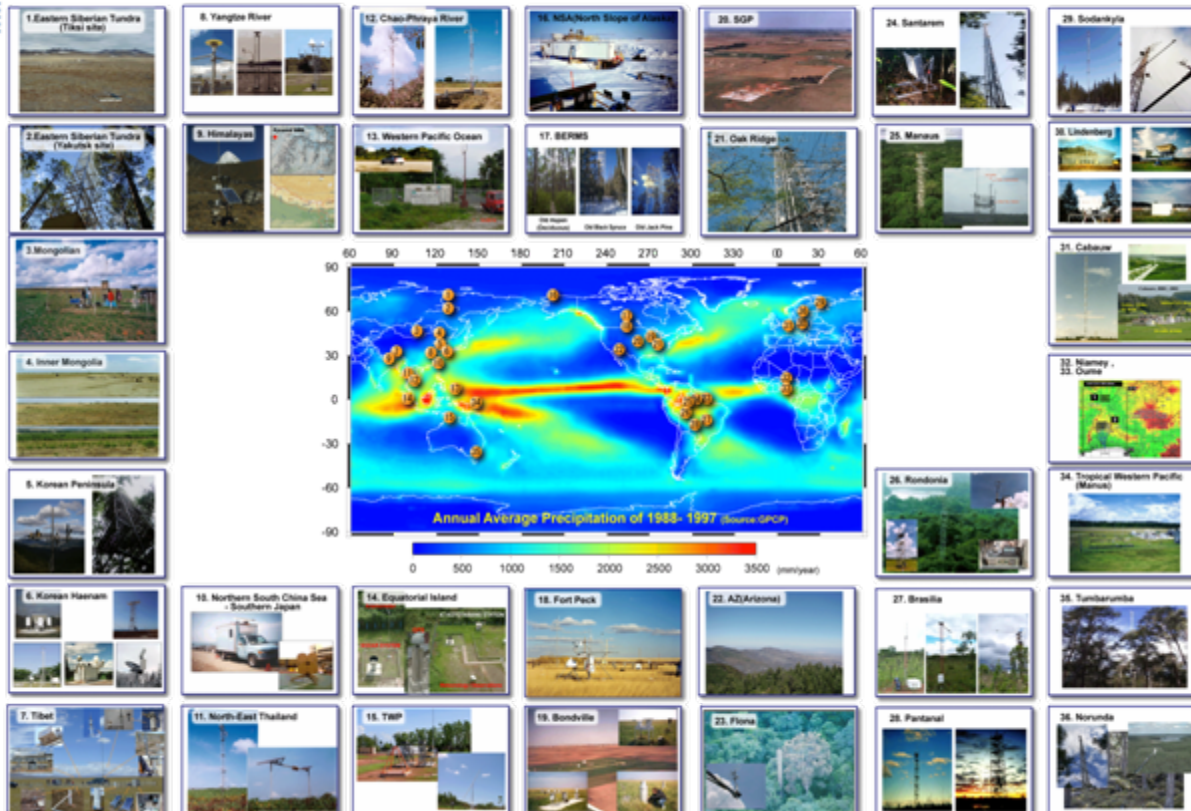 1.Eastern Siberian Tundra
(Tiksi site)
8. Yangtze River
12. Chao-Phraya River
16. NSA(North Slope of Alaska)
20. SGP
24. Santarem
29. Sodankyla
2.Eastern Siberian Tundra
(Yakutsk site)
9. Himalayas
13. Western Pacific Ocean
17. BERMS
Old Aspen
(Deciduous)
Old Black Spruce
Old Jack Pine
21. Oak Ridge
25. Manaus
30. Lindenberg
3.Mongolian
31. Cabauw
60 90 120 150 180 210 240 270 300 330 0 30 60
90
60
30
0
-30
-60
-90
Annual Average Precipitation of 1988- 1997 (Source:GPCP)
0 500 1000 1500 2000 2500 3000 3500 (mm/year)
4. Inner Mongolia
32. Niamey ,
33. Oume
5. Korean Peninsula
26. Rondonia
34. Tropical Western Pacific
(Manus)
6. Korean Haenam
10. Northern South China Sea
- Southern Japan
14. Equatorial Island
18. Fort Peck
22. AZ(Arizona)
27. Brasilia
35. Tumbarumba
7. Tibet
11. North-East Thailand
15. TWP
19. Bondville
23. Flona
28. Pantanal
36. Norunda